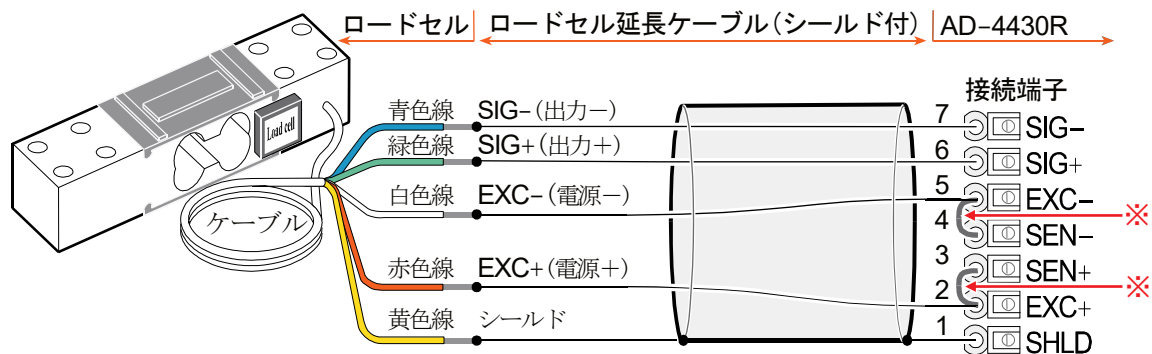 ロードセル ロードセル延長ケーブル(シールド付) AD-4430R
接続端子
青色線 SIG-(出力-) 7 SIG-
緑色線 SIG+(出力+) 6 SIG+
白色線 EXC-(電源-) 5 EXC-
※
4 SEN-
3 SEN+
※
赤色線 EXC+(電源+) 2 EXC+
黄色線 シールド 1 SHLD
Load cell
ケーブル